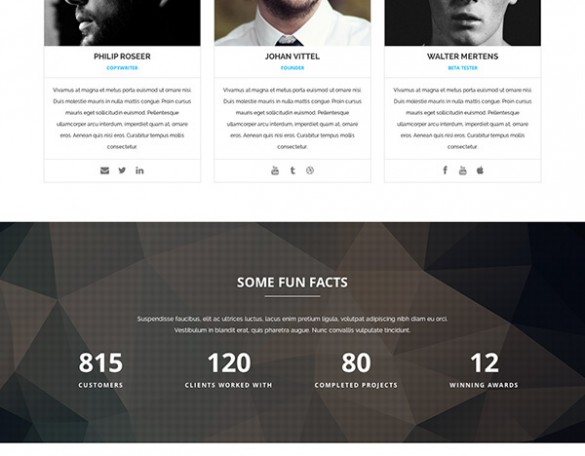 PHILIP ROSEER
COPYWRITER
Vivamus at magna et metus porta euismod ut ornare nisi.
Duis molestie mauris in nulla mattis congue. Proin cursus
mauris eget sollicitudin euismod. Pellentesque
ullamcorper arcu interdum, imperdiet quam at, ornare
eros. Aenean quis nisi eros. Curabitur tempus mollis
consectetur.
JOHAN VITTEL
FOUNDER
Vivamus at magna et metus porta euismod ut ornare nisi.
Duis molestie mauris in nulla mattis congue. Proin cursus
mauris eget sollicitudin euismod. Pellentesque
ullamcorper arcu interdum, imperdiet quam at, ornare
eros. Aenean quis nisi eros. Curabitur tempus mollis
consectetur.
WALTER MERTENS
BETA TESTER
Vivamus at magna et metus porta euismod ut ornare nisi.
Duis molestie mauris in nulla mattis congue. Proin cursus
mauris eget sollicitudin euismod. Pellentesque
ullamcorper arcu interdum, imperdiet quam at, ornare
eros. Aenean quis nisi eros. Curabitur tempus mollis
consectetur.
SOME FUN FACTS
Suspendisse faucibus, elit ac ultrices luctus, lacus enim pretium ligula, volutpat adipiscing nibh diam eu orci.
Vestibulum in blandit erat, quis pharetra augue. Nunc convallis vulputate tincidunt.
815
CUSTOMERS
120
CLIENTS WORKED WITH
80
COMPLETED PROJECTS
12
WINNING AWARDS